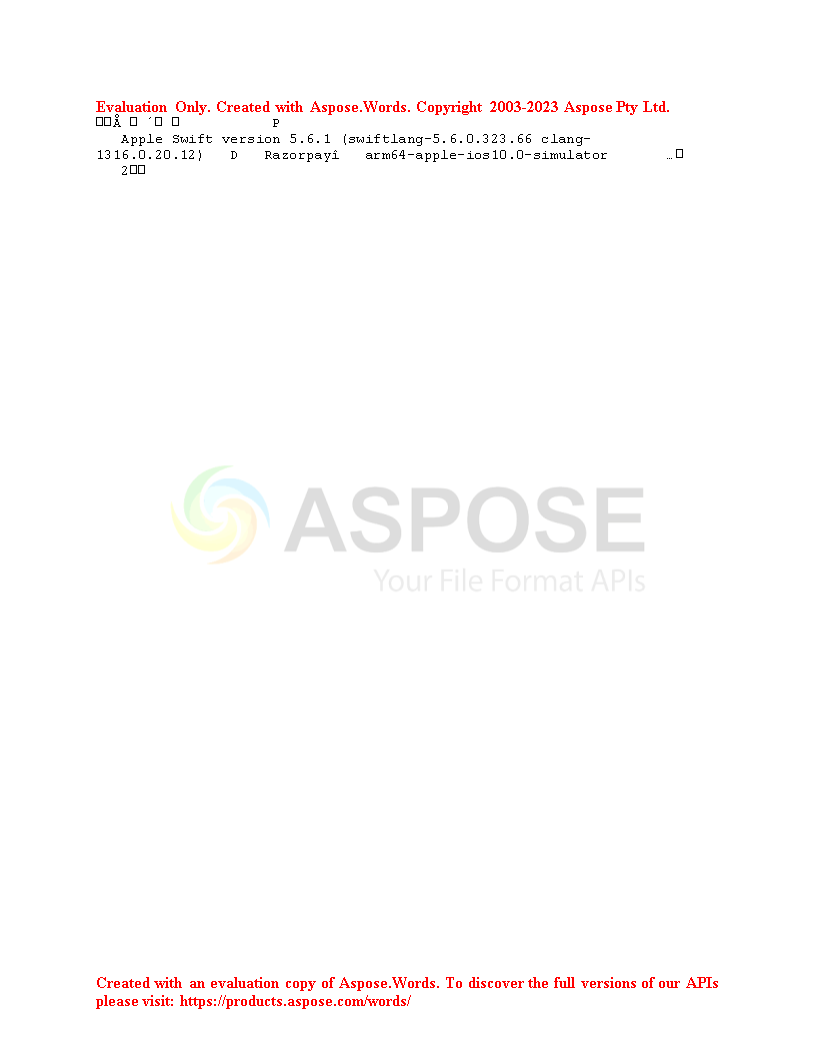 Evaluation Only. Created with Aspose.Words. Copyright 2003-2023 Aspose Pty Ltd.
Å ´ P
Apple Swift version 5.6.1 (swiftlang-5.6.0.323.66 clang-
1316.0.20.12) D Razorpayî arm64-apple-ios10.0-simulator …
2
ASPOSE
Your File Format APIs
Created with an evaluation copy of Aspose.Words. To discover the full versions of our APIs
please visit: https://products.aspose.com/words/